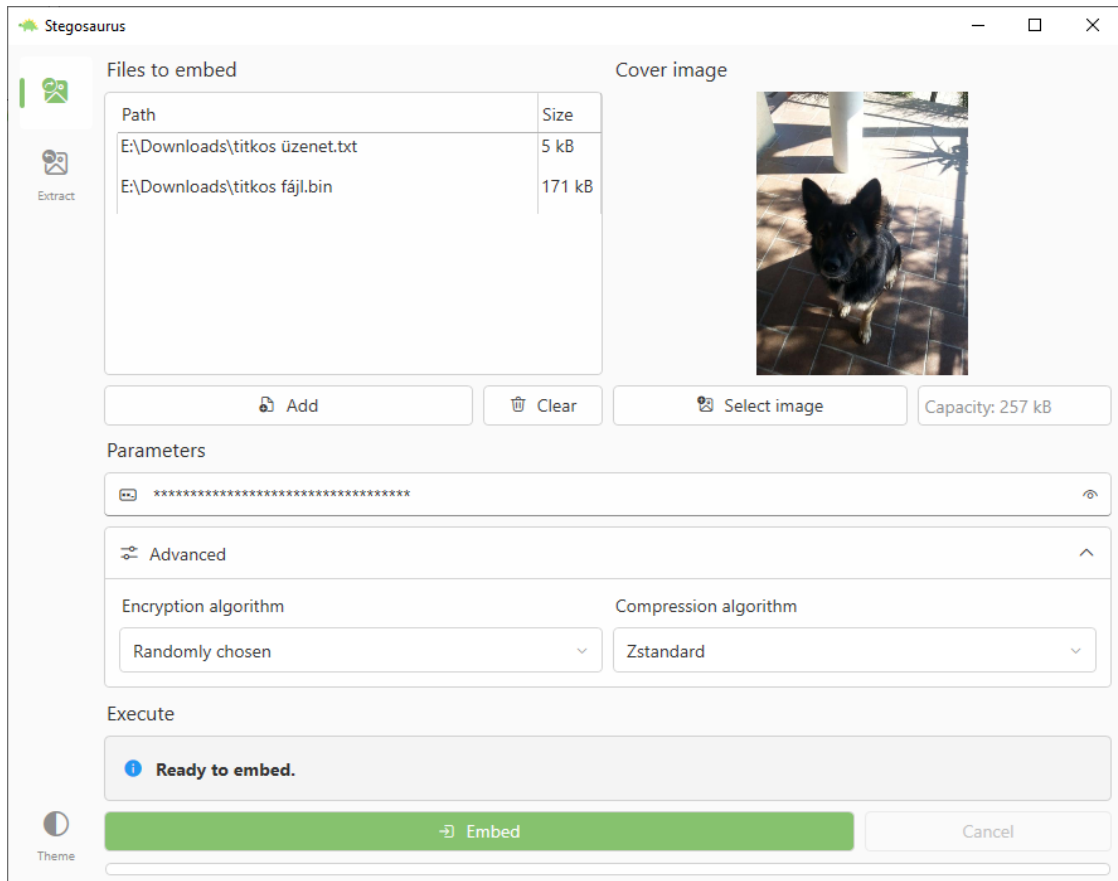 Stegosaurus
Files to embed
Path Size
E:\Downloads\titkos üzenet.txt 5 kB
E:\Downloads\titkos fájl.bin 171 kB
Add
Clear
Extract
Cover image
Select image
Capacity: 257 kB
Parameters
***********************************
Advanced
Encryption algorithm
Randomly chosen
Compression algorithm
Zstandard
Execute
Ready to embed.
Embed
Cancel
Theme